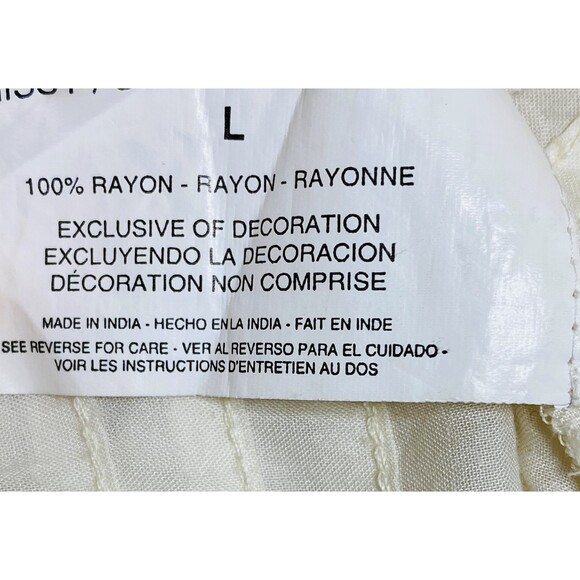 L
100% RAYON - RAYON - RAYONNE
EXCLUSIVE OF DECORATION
EXCLUYENDO LA DECORACION
DÉCORATION NON COMPRISE
MADE IN INDIA - HECHO EN LA INDIA - FAIT EN INDE
SEE REVERSE FOR CARE - VER AL REVERSO PARA EL CUIDADO -
VOIR LES INSTRUCTIONS D'ENTRETIEN AU DOS